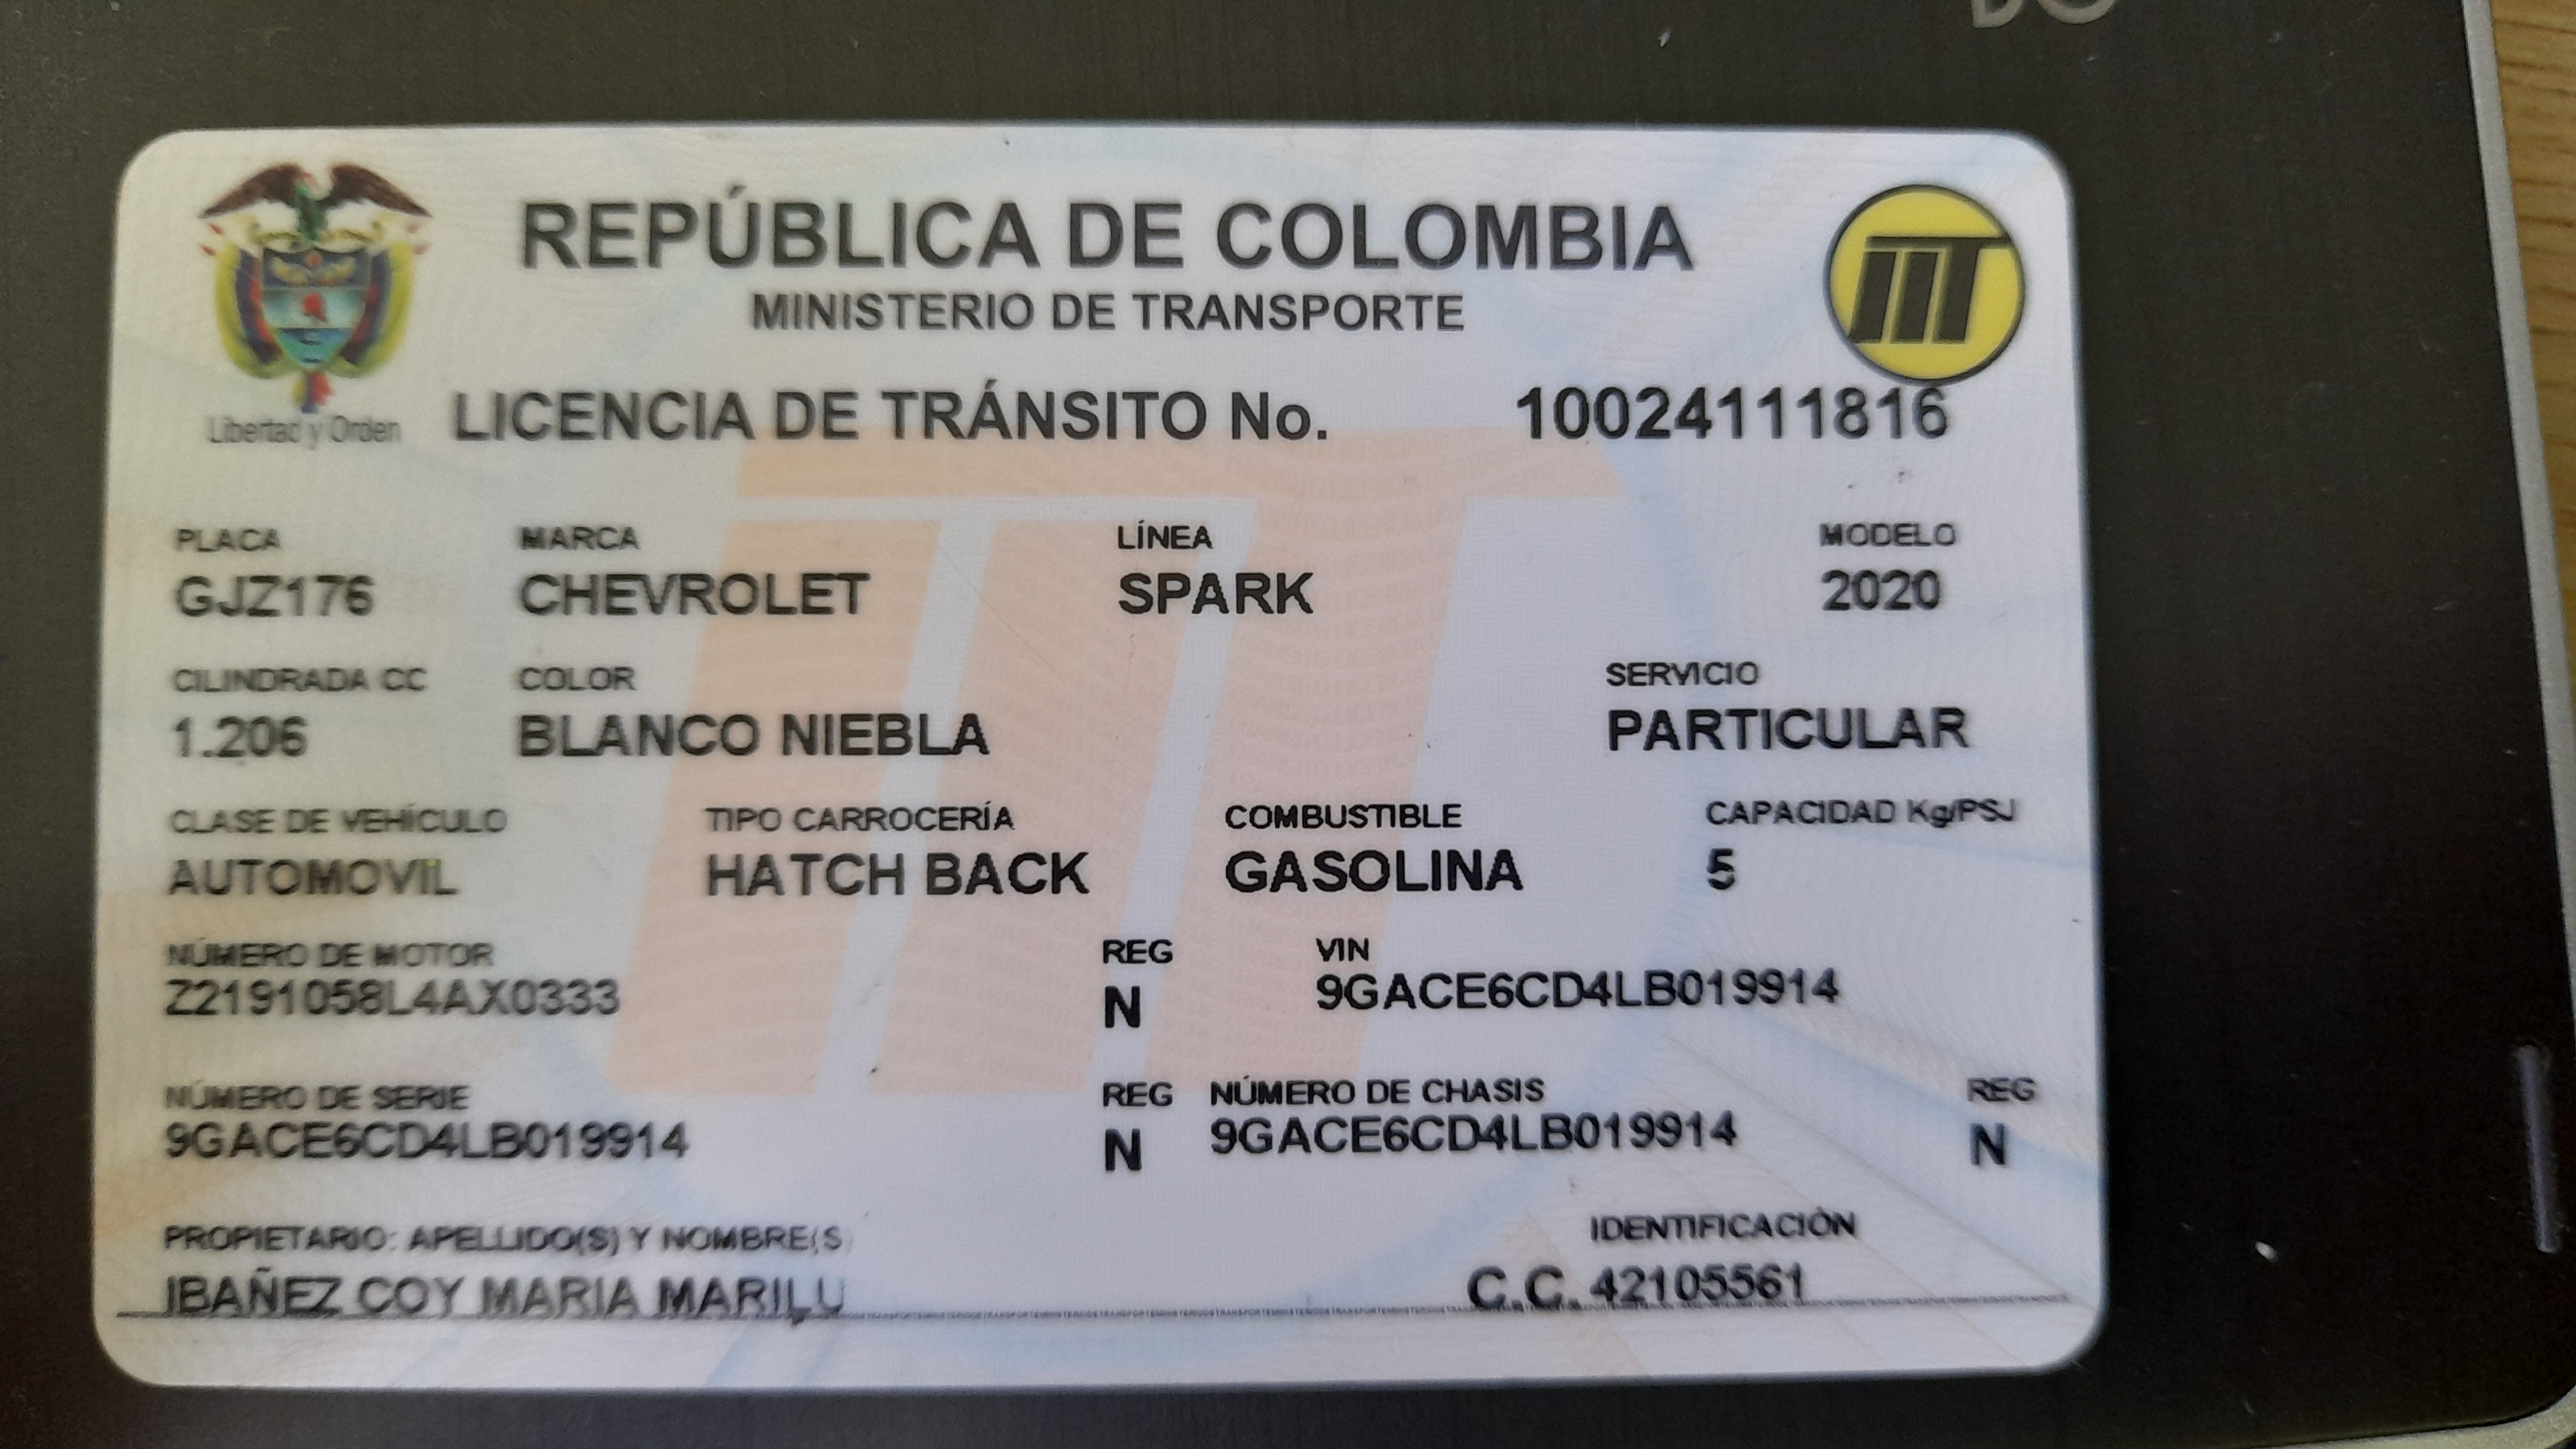 REPÚBLICA DE COLOMBIA
MINISTERIO DE TRANSPORTE
Libertad y Orden
LICENCIA DE TRÁNSITO No. 10024111816
PLACA MARCA LÍNEA MODELO
GJZ176 CHEVROLET SPARK 2020
CILINDRADA CC COLOR SERVICIO
1.206 BLANCO NIEBLA PARTICULAR
CLASE DE VEHÍCULO TIPO CARROCERÍA COMBUSTIBLE CAPACIDAD Kg/PSJ
AUTOMOVIL HATCH BACK GASOLINA 5
NÚMERO DE MOTOR REG VIN
Z2191058L4AX0333 N 9GACE6CD4LB019914
NÚMERO DE SERIE REG NÚMERO DE CHASIS REG
9GACE6CD4LB019914 N 9GACE6CD4LB019914 N
PROPIETARIO: APELLIDO(S) Y NOMBRE(S IDENTIFICACIÓN
IBAÑEZ COY MARIA MARILU C.C. 42105561